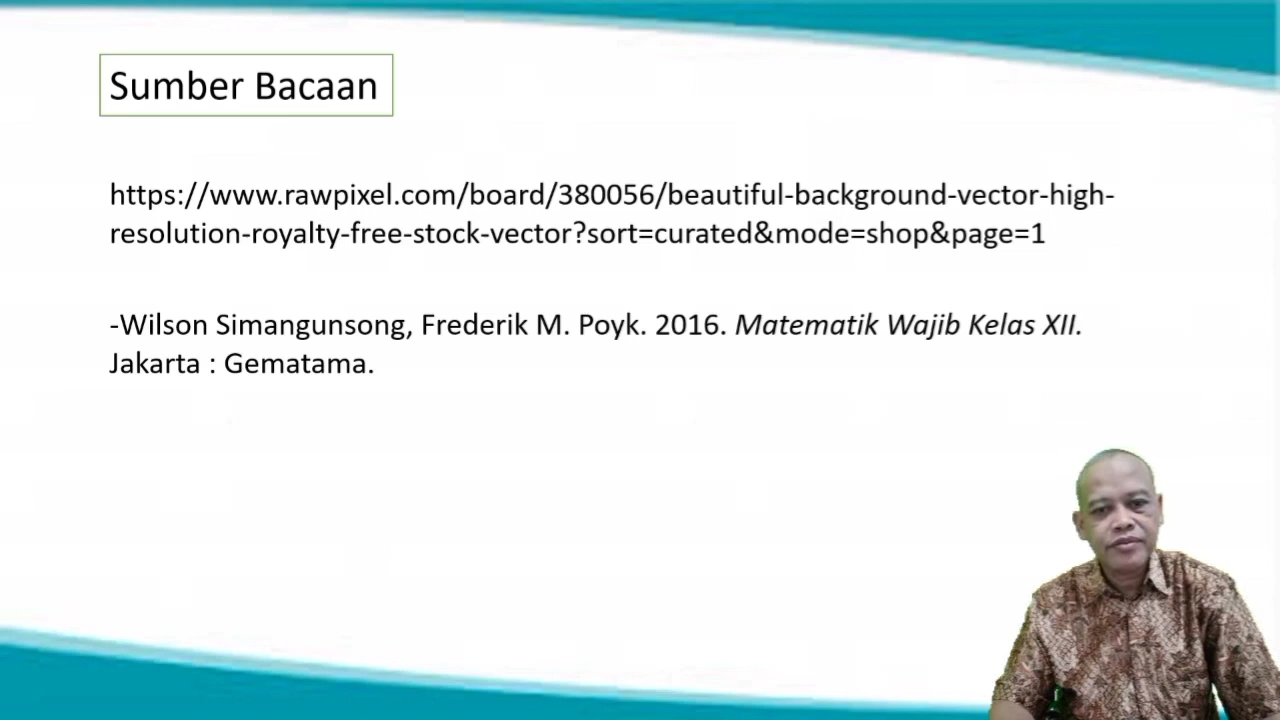 Sumber Bacaan
https://www.rawpixel.com/board/380056/beautiful-background-vector-high-
resolution-royalty-free-stock-vector?sort=curated&mode=shop&page=1
-Wilson Simangunsong, Frederik M. Poyk. 2016. Matematik Wajib Kelas XII.
Jakarta : Gematama.